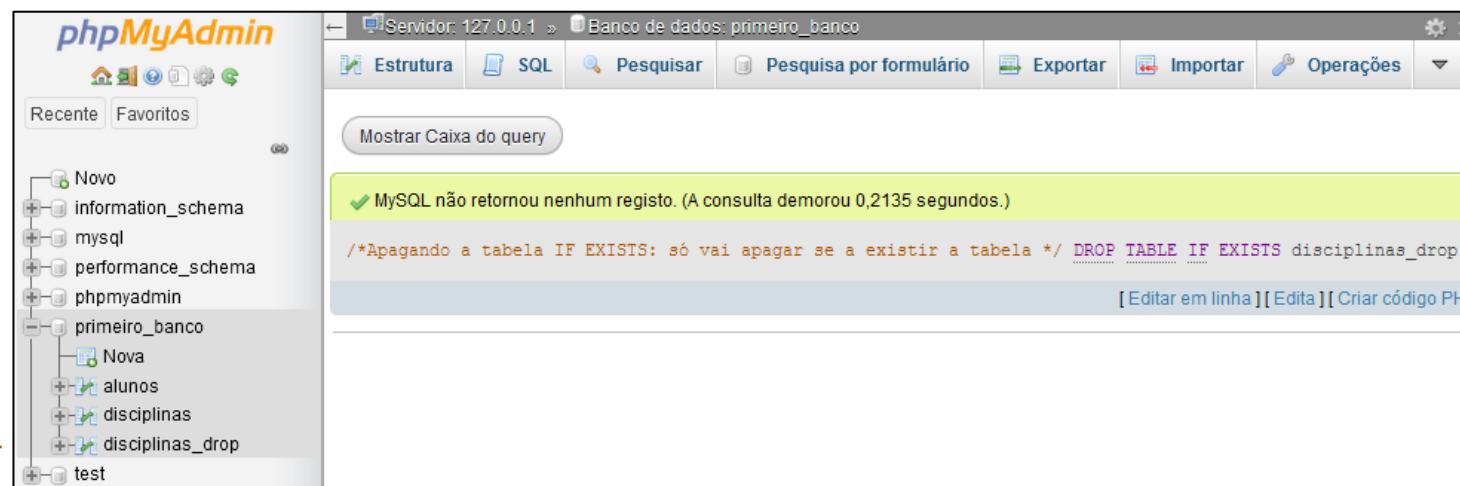 phpMyAdmin
Recente Favoritos
Novo
information_schema
mysql
performance_schema
phpmyadmin
primeiro_banco
Nova
alunos
disciplinas
disciplinas_drop
test
Servidor: 127.0.0.1 » Banco de dados: primeiro_banco
Estrutura SQL Pesquisar Pesquisa por formulário Exportar Importar Operações
Mostrar Caixa do query
MySQL não retornou nenhum registo. (A consulta demorou 0,2135 segundos.)
/*Apagando a tabela IF EXISTS: só vai apagar se a existir a tabela */ DROP TABLE IF EXISTS disciplinas_drop
[ Editar em linha ] [ Edita ] [ Criar código PH